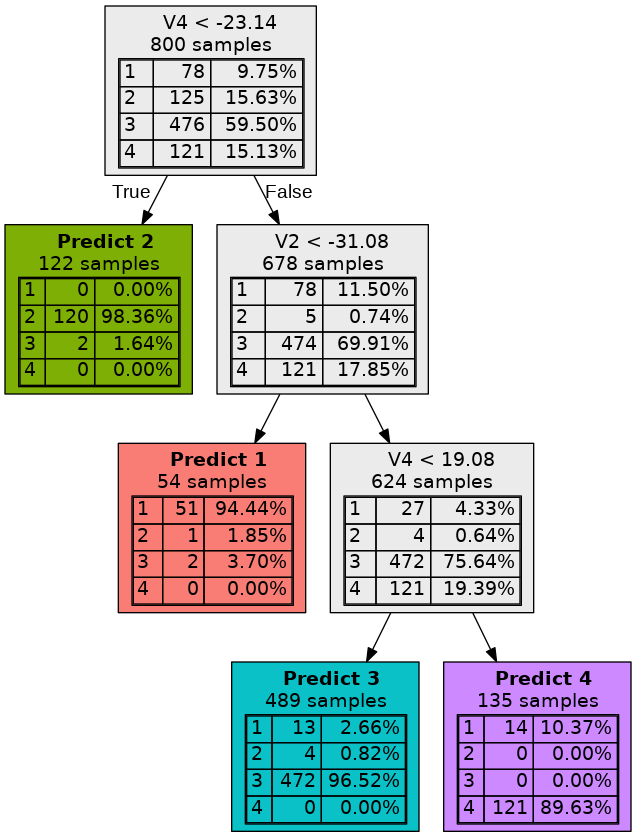 V4 < -23.14
800 samples
1 78 9.75%
2 125 15.63%
3 476 59.50%
4 121 15.13%
True
False
Predict 2
122 samples
1 0 0.00%
2 120 98.36%
3 2 1.64%
4 0 0.00%
V2 < -31.08
678 samples
1 78 11.50%
2 5 0.74%
3 474 69.91%
4 121 17.85%
Predict 1
54 samples
1 51 94.44%
2 1 1.85%
3 2 3.70%
4 0 0.00%
V4 < 19.08
624 samples
1 27 4.33%
2 4 0.64%
3 472 75.64%
4 121 19.39%
Predict 3
489 samples
1 13 2.66%
2 4 0.82%
3 472 96.52%
4 0 0.00%
Predict 4
135 samples
1 14 10.37%
2 0 0.00%
3 0 0.00%
4 121 89.63%